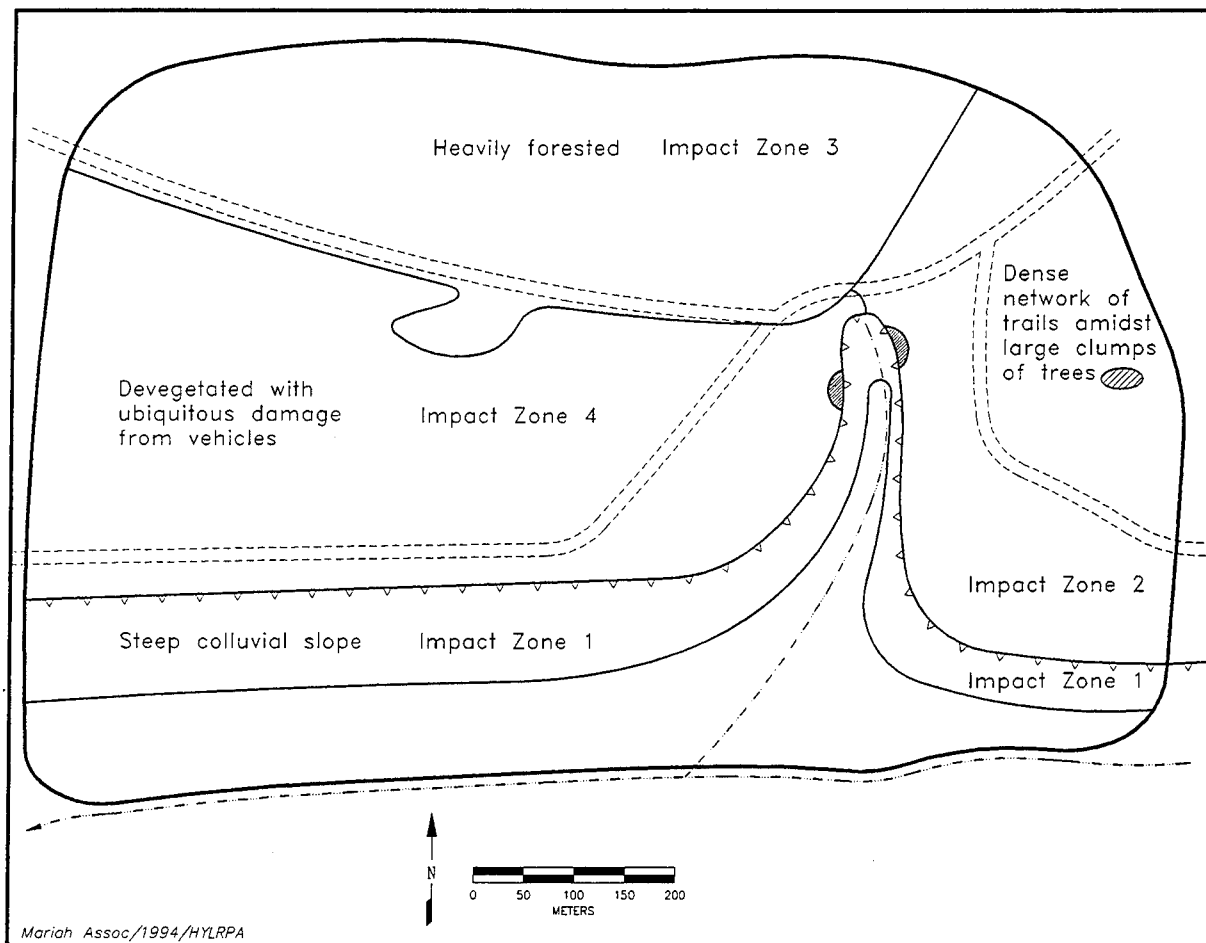 Heavily forested Impact Zone 3
Dense
network of
trails amidst
large clumps
of trees
Devegetated with
ubiquitous damage
from vehicles
Impact Zone 4
Impact Zone 2
Steep colluvial slope Impact Zone 1
Impact Zone 1
N
0 50 100 150 200
METERS
Mariah Assoc/1994/HYLRPA